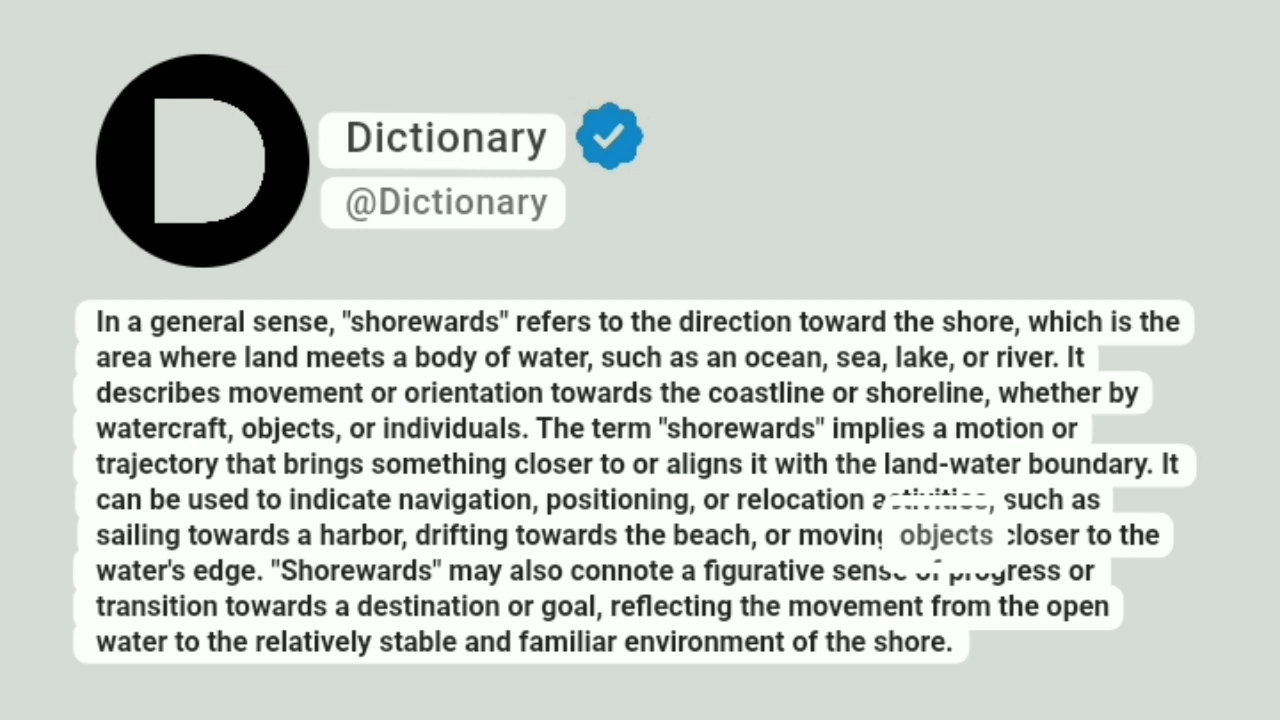 D
Dictionary
@Dictionary
In a general sense, "shorewards" refers to the direction toward the shore, which is the
area where land meets a body of water, such as an ocean, sea, lake, or river. It
describes movement or orientation towards the coastline or shoreline, whether by
watercraft, objects, or individuals. The term "shorewards" implies a motion or
trajectory that brings something closer to or aligns it with the land-water boundary. It
can be used to indicate navigation, positioning, or relocation activities, such as
sailing towards a harbor, drifting towards the beach, or moving objects closer to the
water's edge. "Shorewards" may also connote a figurative sense of progress or
transition towards a destination or goal, reflecting the movement from the open
water to the relatively stable and familiar environment of the shore.